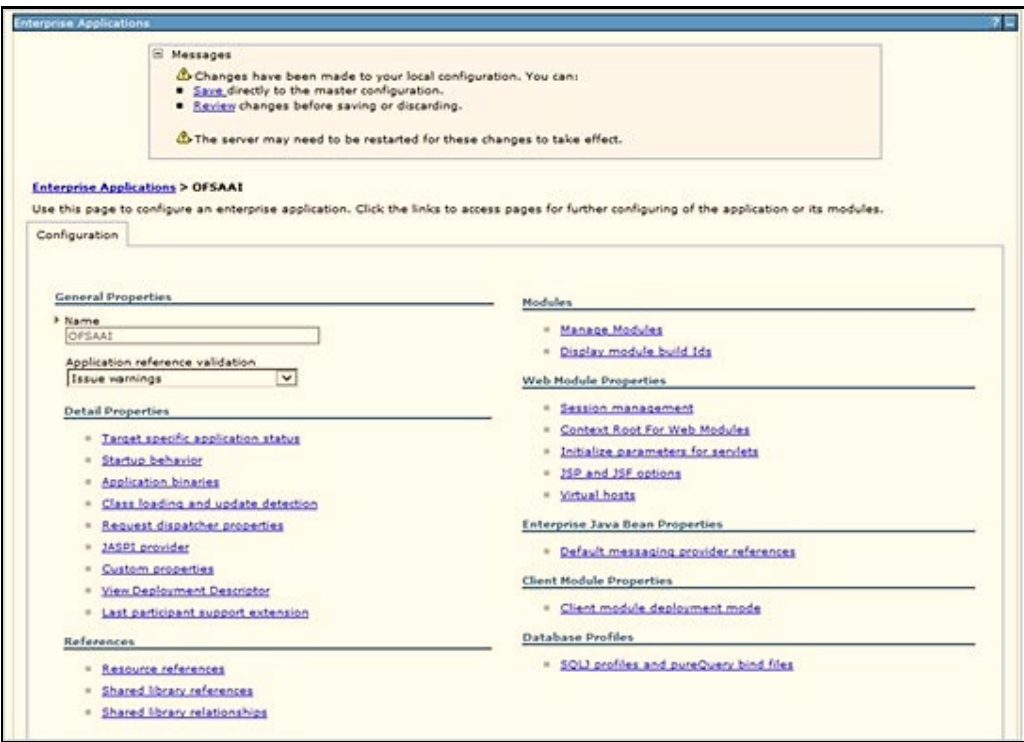 Enterprise Applications
?
Messages
Changes have been made to your local configuration. You can:
Save directly to the master configuration.
Review changes before saving or discarding.
The server may need to be restarted for these changes to take effect.
Enterprise Applications > OFSAAI
Use this page to configure an enterprise application. Click the links to access pages for further configuring of the application or its modules.
Configuration
General Properties
Name
OFSAAI
Application reference validation
Issue warnings
Detail Properties
Target specific application status
Startup behavior
Application binaries
Class loading and update detection
Request dispatcher properties
JASPI provider
Custom properties
View Deployment Descriptor
Last participant support extension
References
Resource references
Shared library references
Shared library relationships
Modules
Manage Modules
Display module build Ids
Web Module Properties
Session management
Context Root For Web Modules
Initialize parameters for servlets
JSP and JSF options
Virtual hosts
Enterprise Java Bean Properties
Default messaging provider references
Client Module Properties
Client module deployment mode
Database Profiles
SQLJ profiles and pureQuery bind files